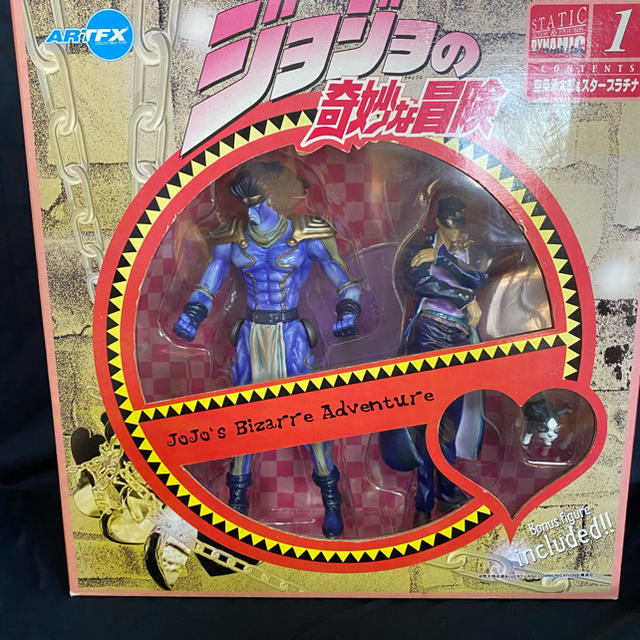 ARTFX
ジョジョの
奇妙な冒険
STATIC
DYNAMIC
1
CONTENTS
空条承太郎&スタープラチナ
JoJo's Bizarre Adventure
Bonus figure
included!!